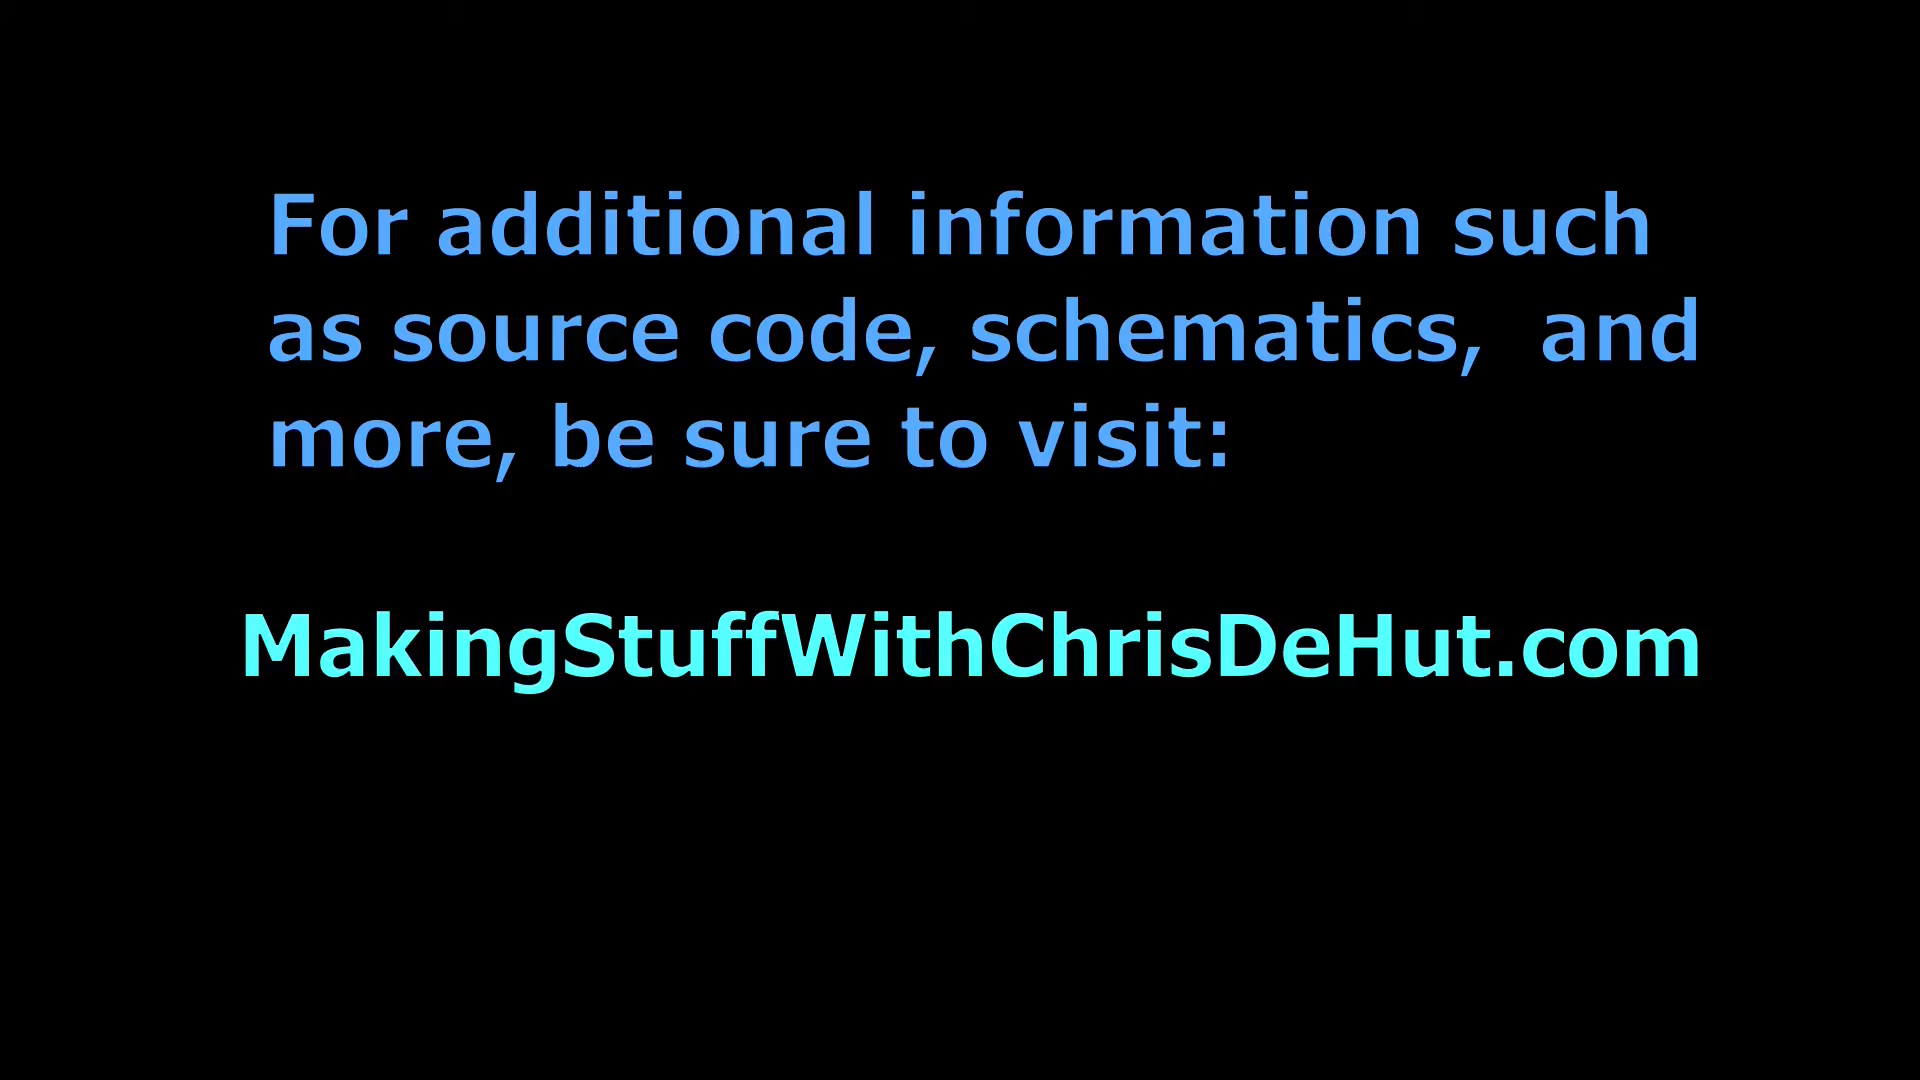 For additional information such
as source code, schematics,  and
more, be sure to visit:
MakingStuffWithChrisDeHut.com